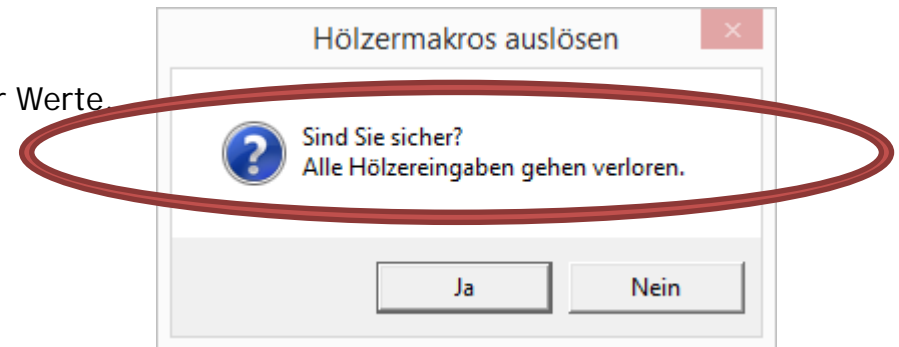 Hölzermakros auslösen
r Werte.
Sind Sie sicher?
Alle Hölzereingaben gehen verloren.
Ja
Nein